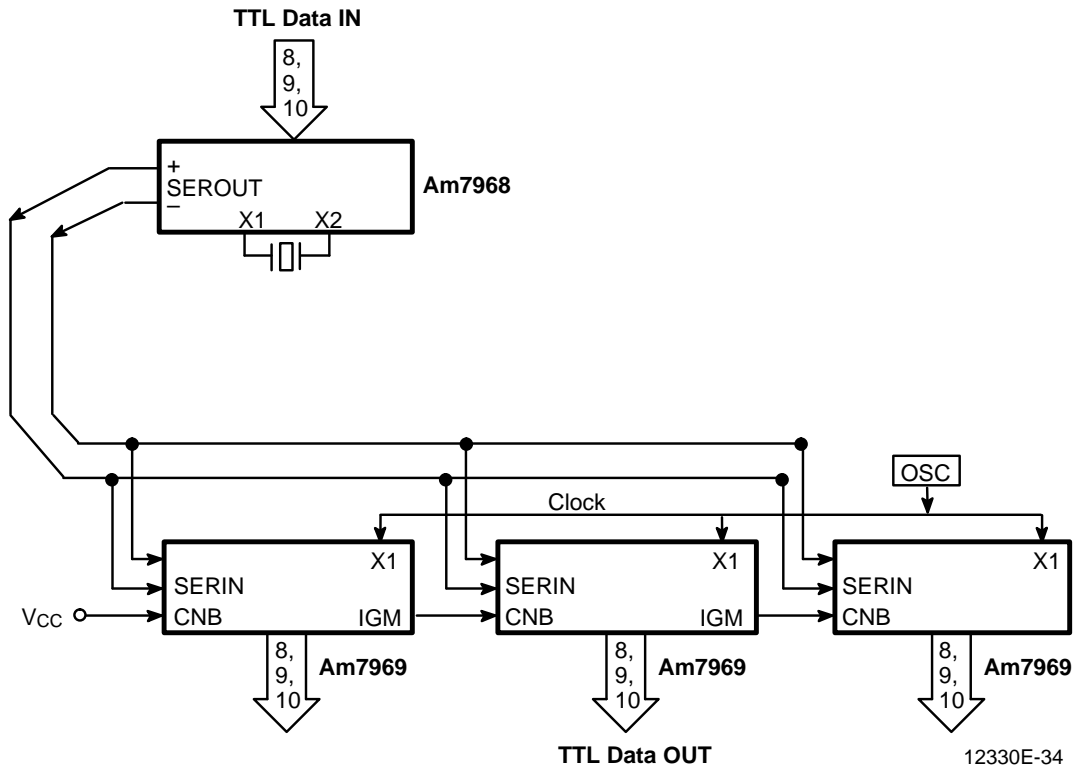 TTL Data IN
8,
9,
10
+
SEROUT
–
X1 X2
Am7968
OSC
Clock
X1
SERIN
CNB
IGM
X1
SERIN
CNB
IGM
X1
SERIN
CNB
VCC
8,
9,
10
Am7969
8,
9,
10
Am7969
8,
9,
10
Am7969
TTL Data OUT
12330E-34